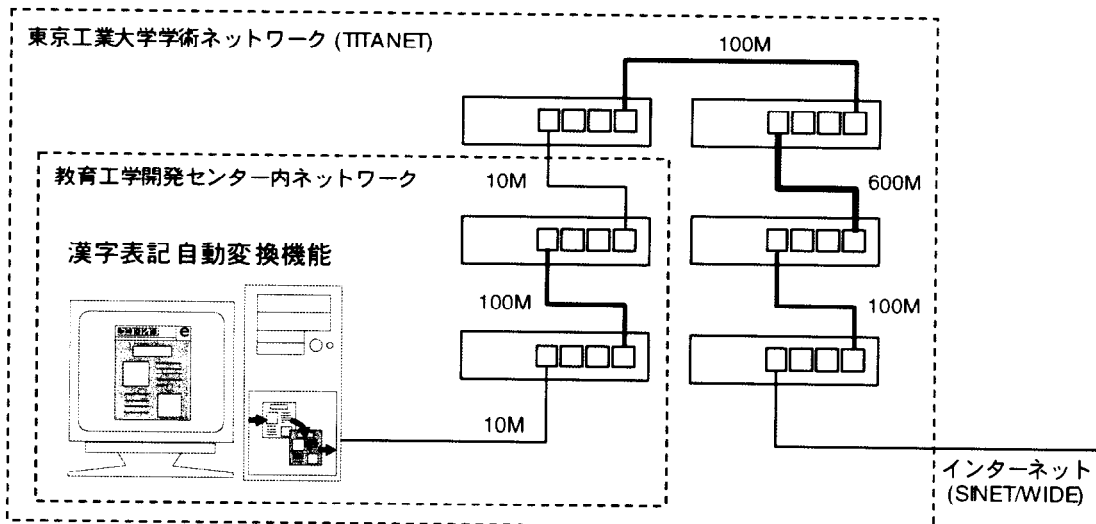 東京工業大学学術ネットワーク (TITANET)
100M
教育工学開発センター内ネットワーク
10M
600M
漢字表記自動変換機能
100M
100M
e
10M
インターネット
(SINET/WIDE)